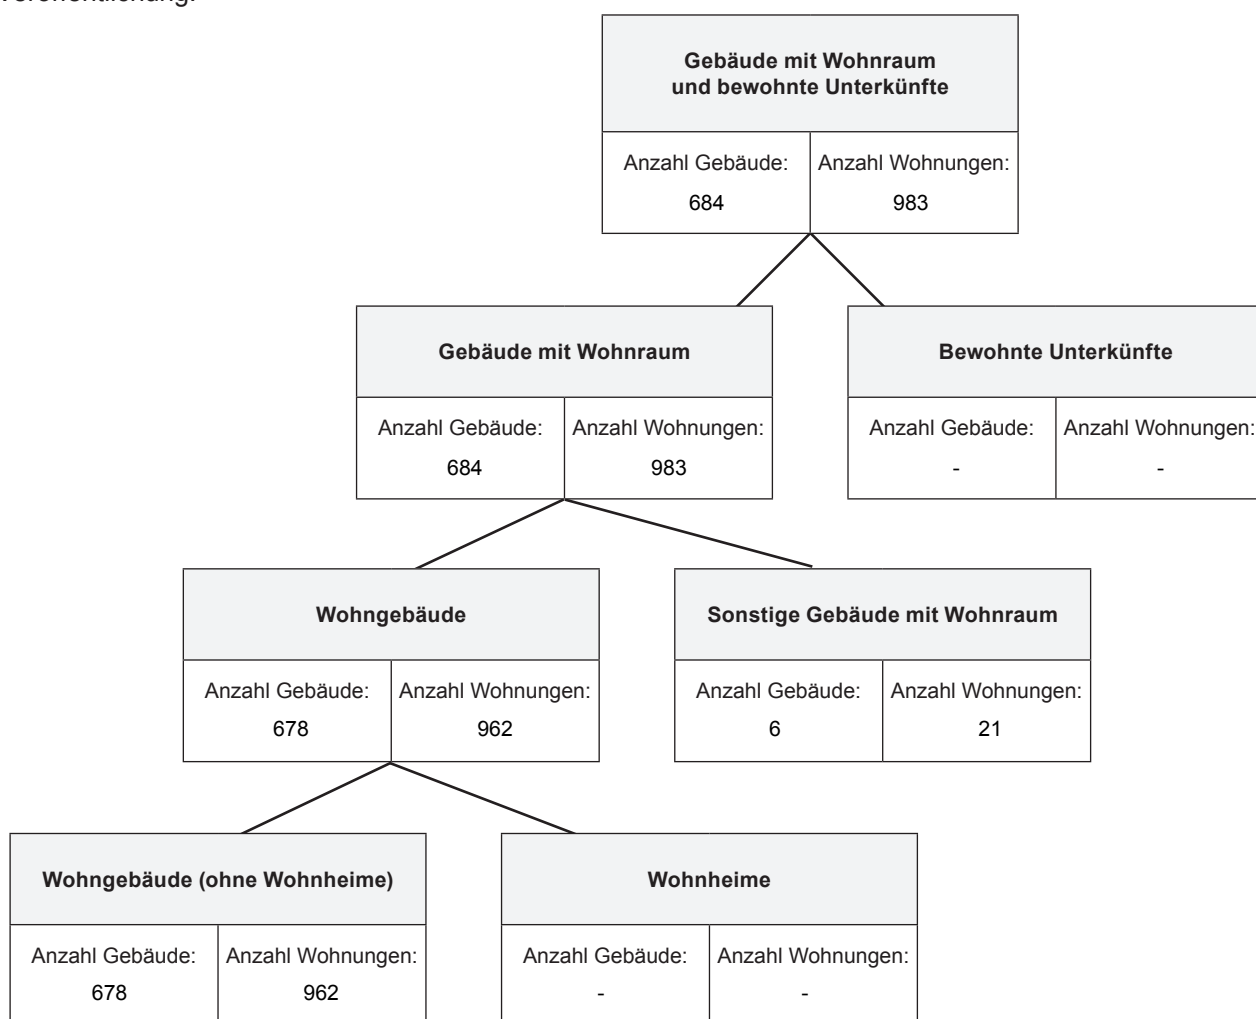 Veröffentlichung.
Gebäude mit Wohnraum
und bewohnte Unterkünfte
Anzahl Gebäude:
684
Anzahl Wohnungen:
983
Gebäude mit Wohnraum
Anzahl Gebäude:
684
Anzahl Wohnungen:
983
Bewohnte Unterkünfte
Anzahl Gebäude:
-
Anzahl Wohnungen:
-
Wohngebäude
Anzahl Gebäude:
678
Anzahl Wohnungen:
962
Sonstige Gebäude mit Wohnraum
Anzahl Gebäude:
6
Anzahl Wohnungen:
21
Wohngebäude (ohne Wohnheime)
Anzahl Gebäude:
678
Anzahl Wohnungen:
962
Wohnheime
Anzahl Gebäude:
-
Anzahl Wohnungen:
-